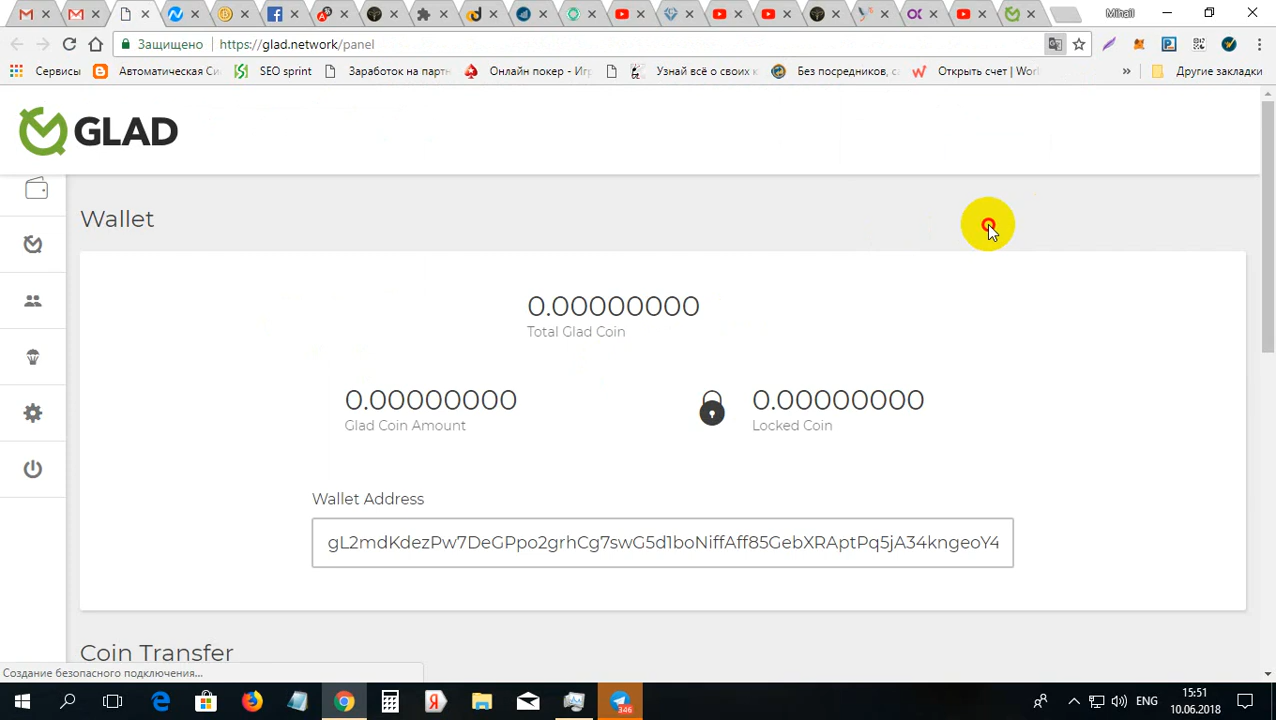 Mihail
Защищено
https://glad.network/panel
Сервисы
Автоматическая Си
SEO sprint
Заработок на партн
Онлайн покер - Иг
Узнай всё о своих к
Без посредников, с
Открыть счет | Wor
»
Другие закладки
GLAD
Wallet
0.00000000
Total Glad Coin
0.00000000
Glad Coin Amount
0.00000000
Locked Coin
Wallet Address
gL2mdKdezPw7DeGPpo2grhCg7swG5d1boNiffAff85GebXRAptPq5jA34kngeoY4
Coin Transfer
Создание безопасного подключения...
346
ENG
15:51
10.06.2018